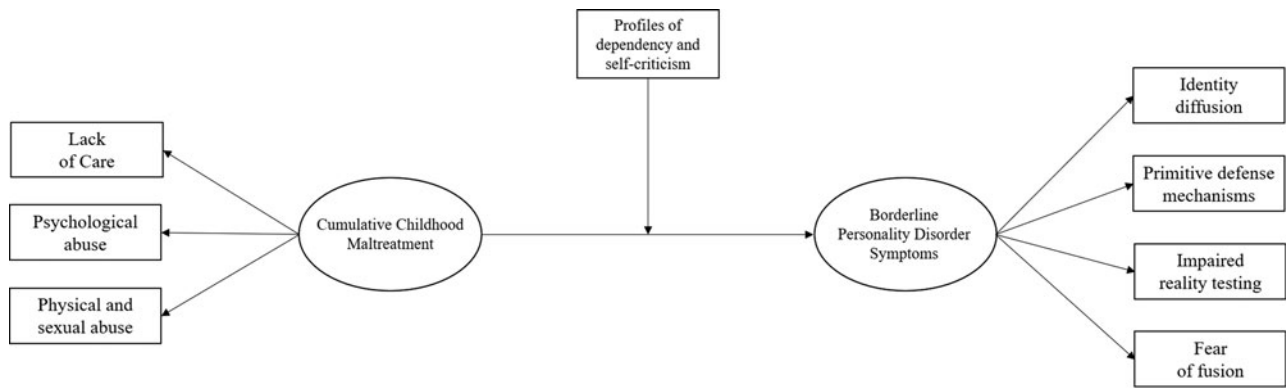 Profiles of
dependency and
self-criticism
Lack
of Care
Psychological
abuse
Physical and
sexual abuse
Cumulative Childhood
Maltreatment
Borderline
Personality Disorder
Symptoms
Identity
diffusion
Primitive defense
mechanisms
Impaired
reality testing
Fear
of fusion